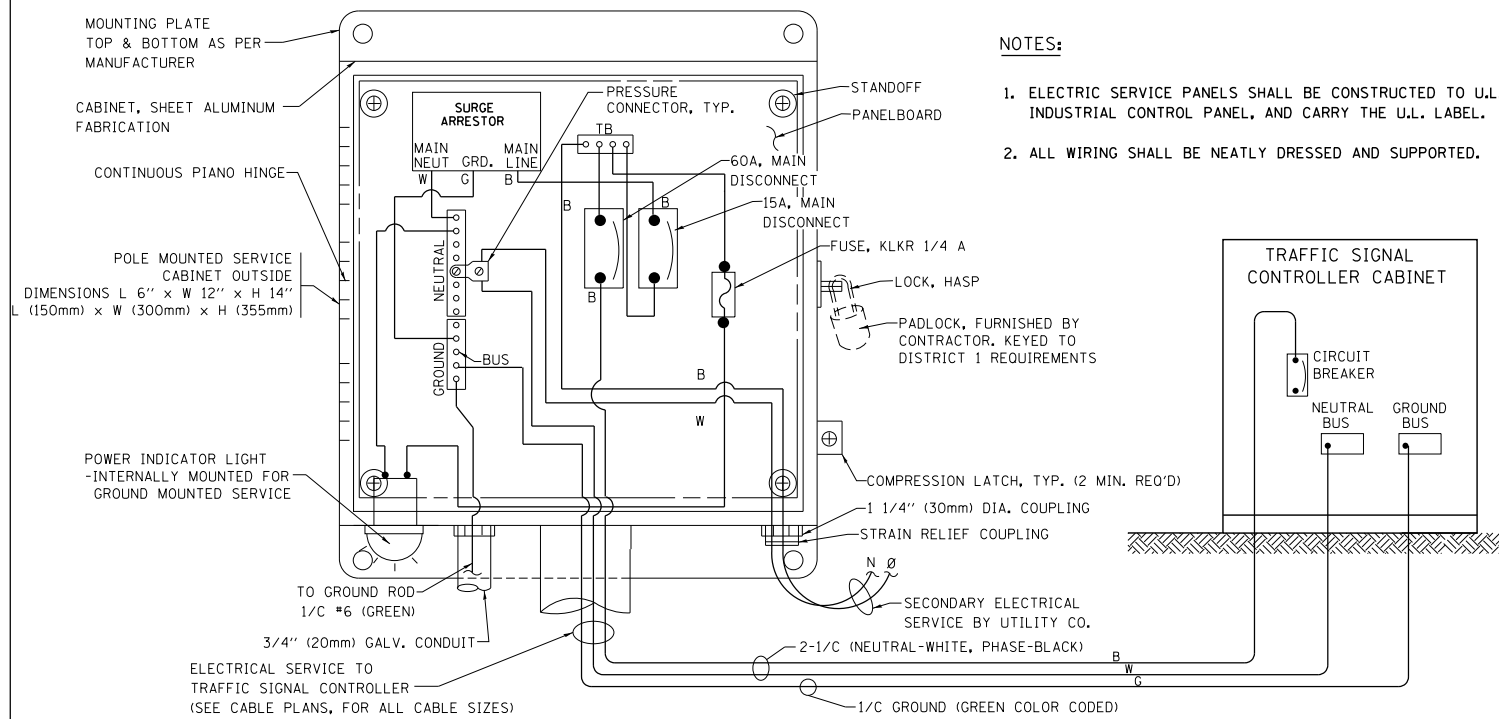 MOUNTING PLATE
TOP & BOTTOM AS PER
MANUFACTURER
CABINET, SHEET ALUMINUM
FABRICATION
CONTINUOUS PIANO HINGE
POLE MOUNTED SERVICE
CABINET OUTSIDE
DIMENSIONS L 6'' x W 12'' x H 14''
L (150mm) x W (300mm) x H (355mm)
POWER INDICATOR LIGHT
-INTERNALLY MOUNTED FOR
GROUND MOUNTED SERVICE
TO GROUND ROD
1/C #6 (GREEN)
3/4'' (20mm) GALV. CONDUIT
ELECTRICAL SERVICE TO
TRAFFIC SIGNAL CONTROLLER
(SEE CABLE PLANS, FOR ALL CABLE SIZES)
SURGE
ARRESTOR
MAIN
NEUT
GRD.
MAIN
LINE
W
G
B
NEUTRAL
GROUND
BUS
PRESSURE
CONNECTOR, TYP.
TB
B
B
B
B
W
STANDOFF
PANELBOARD
60A, MAIN
DISCONNECT
15A, MAIN
DISCONNECT
FUSE, KLKR 1/4 A
LOCK, HASP
PADLOCK, FURNISHED BY
CONTRACTOR. KEYED TO
DISTRICT 1 REQUIREMENTS
COMPRESSION LATCH, TYP. (2 MIN. REQ'D)
1 1/4'' (30mm) DIA. COUPLING
STRAIN RELIEF COUPLING
N Ø
SECONDARY ELECTRICAL
SERVICE BY UTILITY CO.
2-1/C (NEUTRAL-WHITE, PHASE-BLACK)
B
W
G
1/C GROUND (GREEN COLOR CODED)
NOTES:
1. ELECTRIC SERVICE PANELS SHALL BE CONSTRUCTED TO U.L
INDUSTRIAL CONTROL PANEL, AND CARRY THE U.L. LABEL.
2. ALL WIRING SHALL BE NEATLY DRESSED AND SUPPORTED.
TRAFFIC SIGNAL
CONTROLLER CABINET
CIRCUIT
BREAKER
NEUTRAL
BUS
GROUND
BUS